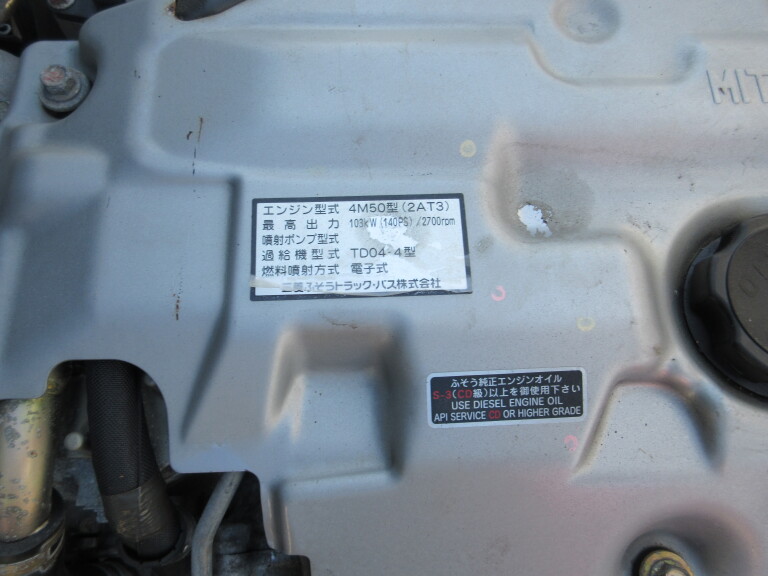 MIT
エンジン型式 4M50型(2AT3)
最高出力 103kW(140PS)/2700rpm
噴射ポンプ型式
過給機型式 TD04-4型
燃料噴射方式 電子式
三菱ふそうトラック・バス株式会社
ふそう純正エンジンオイル
S-3(CD級)以上を御使用下さい
USE DIESEL ENGINE OIL
API SERVICE CD OR HIGHER GRADE